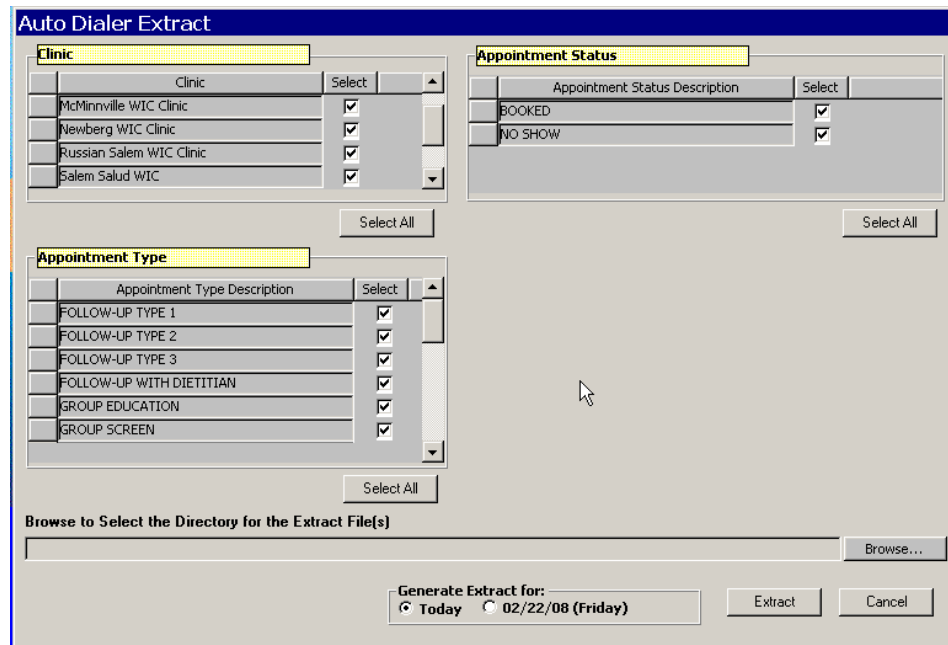 Auto Dialer Extract
Clinic
Clinic Select
McMinnville WIC Clinic
Newberg WIC Clinic
Russian Salem WIC Clinic
Salem Salud WIC
Select All
Appointment Status
Appointment Status Description Select
BOOKED
NO SHOW
Select All
Appointment Type
Appointment Type Description Select
FOLLOW-UP TYPE 1
FOLLOW-UP TYPE 2
FOLLOW-UP TYPE 3
FOLLOW-UP WITH DIETITIAN
GROUP EDUCATION
GROUP SCREEN
Select All
Browse to Select the Directory for the Extract File(s)
Browse...
Generate Extract for:
Today 02/22/08 (Friday)
Extract Cancel